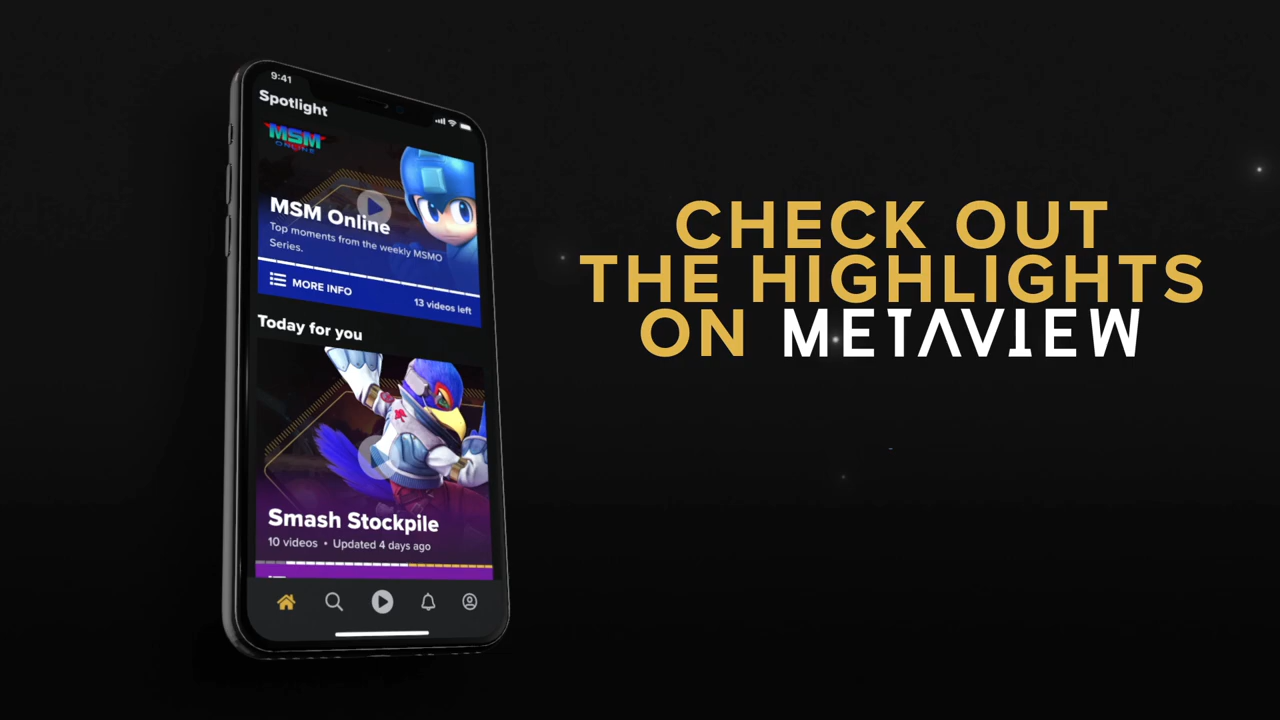 9:41
Spotlight
MSM
ONLINE
MSM Online
Top moments from the weekly MSMO
Series.
MORE INFO
13 videos left
Today for you
Smash Stockpile
10 videos • Updated 4 days ago
CHECK OUT
THE HIGHLIGHTS
ON METAVIEW